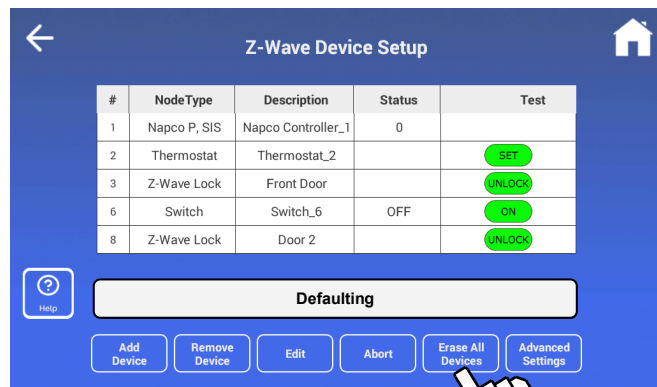 Z-Wave Device Setup
# NodeType Description Status Test
1 Napco P, SIS Napco Controller_1 0
2 Thermostat Thermostat_2 SET
3 Z-Wave Lock Front Door UNLOCK
6 Switch Switch_6 OFF ON
8 Z-Wave Lock Door 2 UNLOCK
?
Help
Defaulting
Add
Device
Remove
Device
Edit
Abort
Erase All
Devices
Advanced
Settings